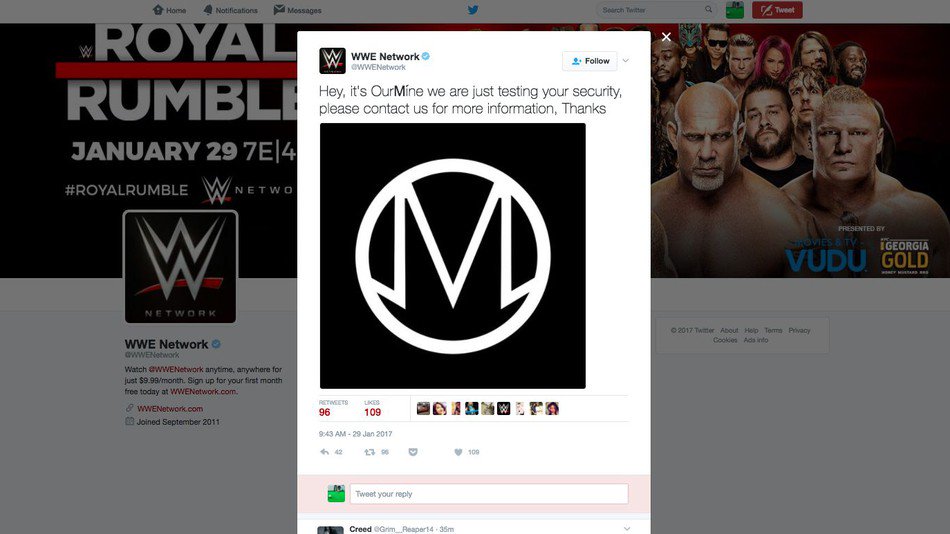 Home
Notifications
Messages
Search Twitter
Tweet
W
ROYAL
RUMBLE
JANUARY 29 7E|4
#ROYALRUMBLE W NETWO
PRESENTED BY
MOVIES & TV
VUDU
GEORGIA
GOLD
HONEY MUSTARD BBQ
W
NETWORK
WWE Network
@WWENetwork
Watch @WWENetwork anytime, anywhere for
just $9.99/month. Sign up for your first month
free today at WWENetwork.com.
WWENetwork.com
Joined September 2011
WWE Network
@WWENetwork
Follow
Hey, it's OurMíne we are just testing your security,
please contact us for more information, Thanks
M
RETWEETS
96
LIKES
109
9:43 AM - 29 Jan 2017
42
96
109
Tweet your reply
Creed @Grim__Reaper14 · 35m
© 2017 Twitter About Help Terms Privacy
Cookies Ads info